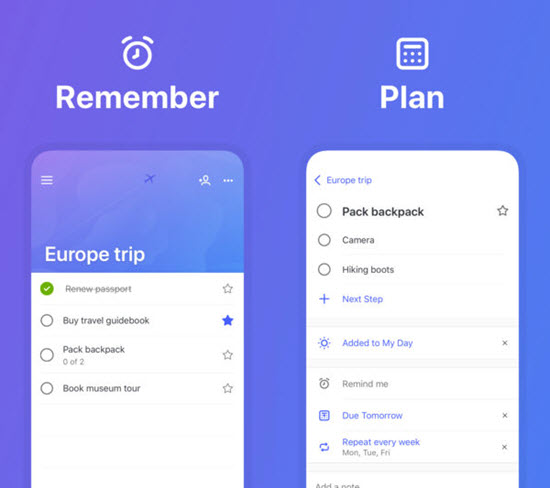 Remember
Europe trip
Renew passport
Buy travel guidebook
Pack backpack
0 of 2
Book museum tour
Plan
Europe trip
Pack backpack
Camera
Hiking boots
Next Step
Added to My Day
Remind me
Due Tomorrow
Repeat every week
Mon, Tue, Fri
Add a note